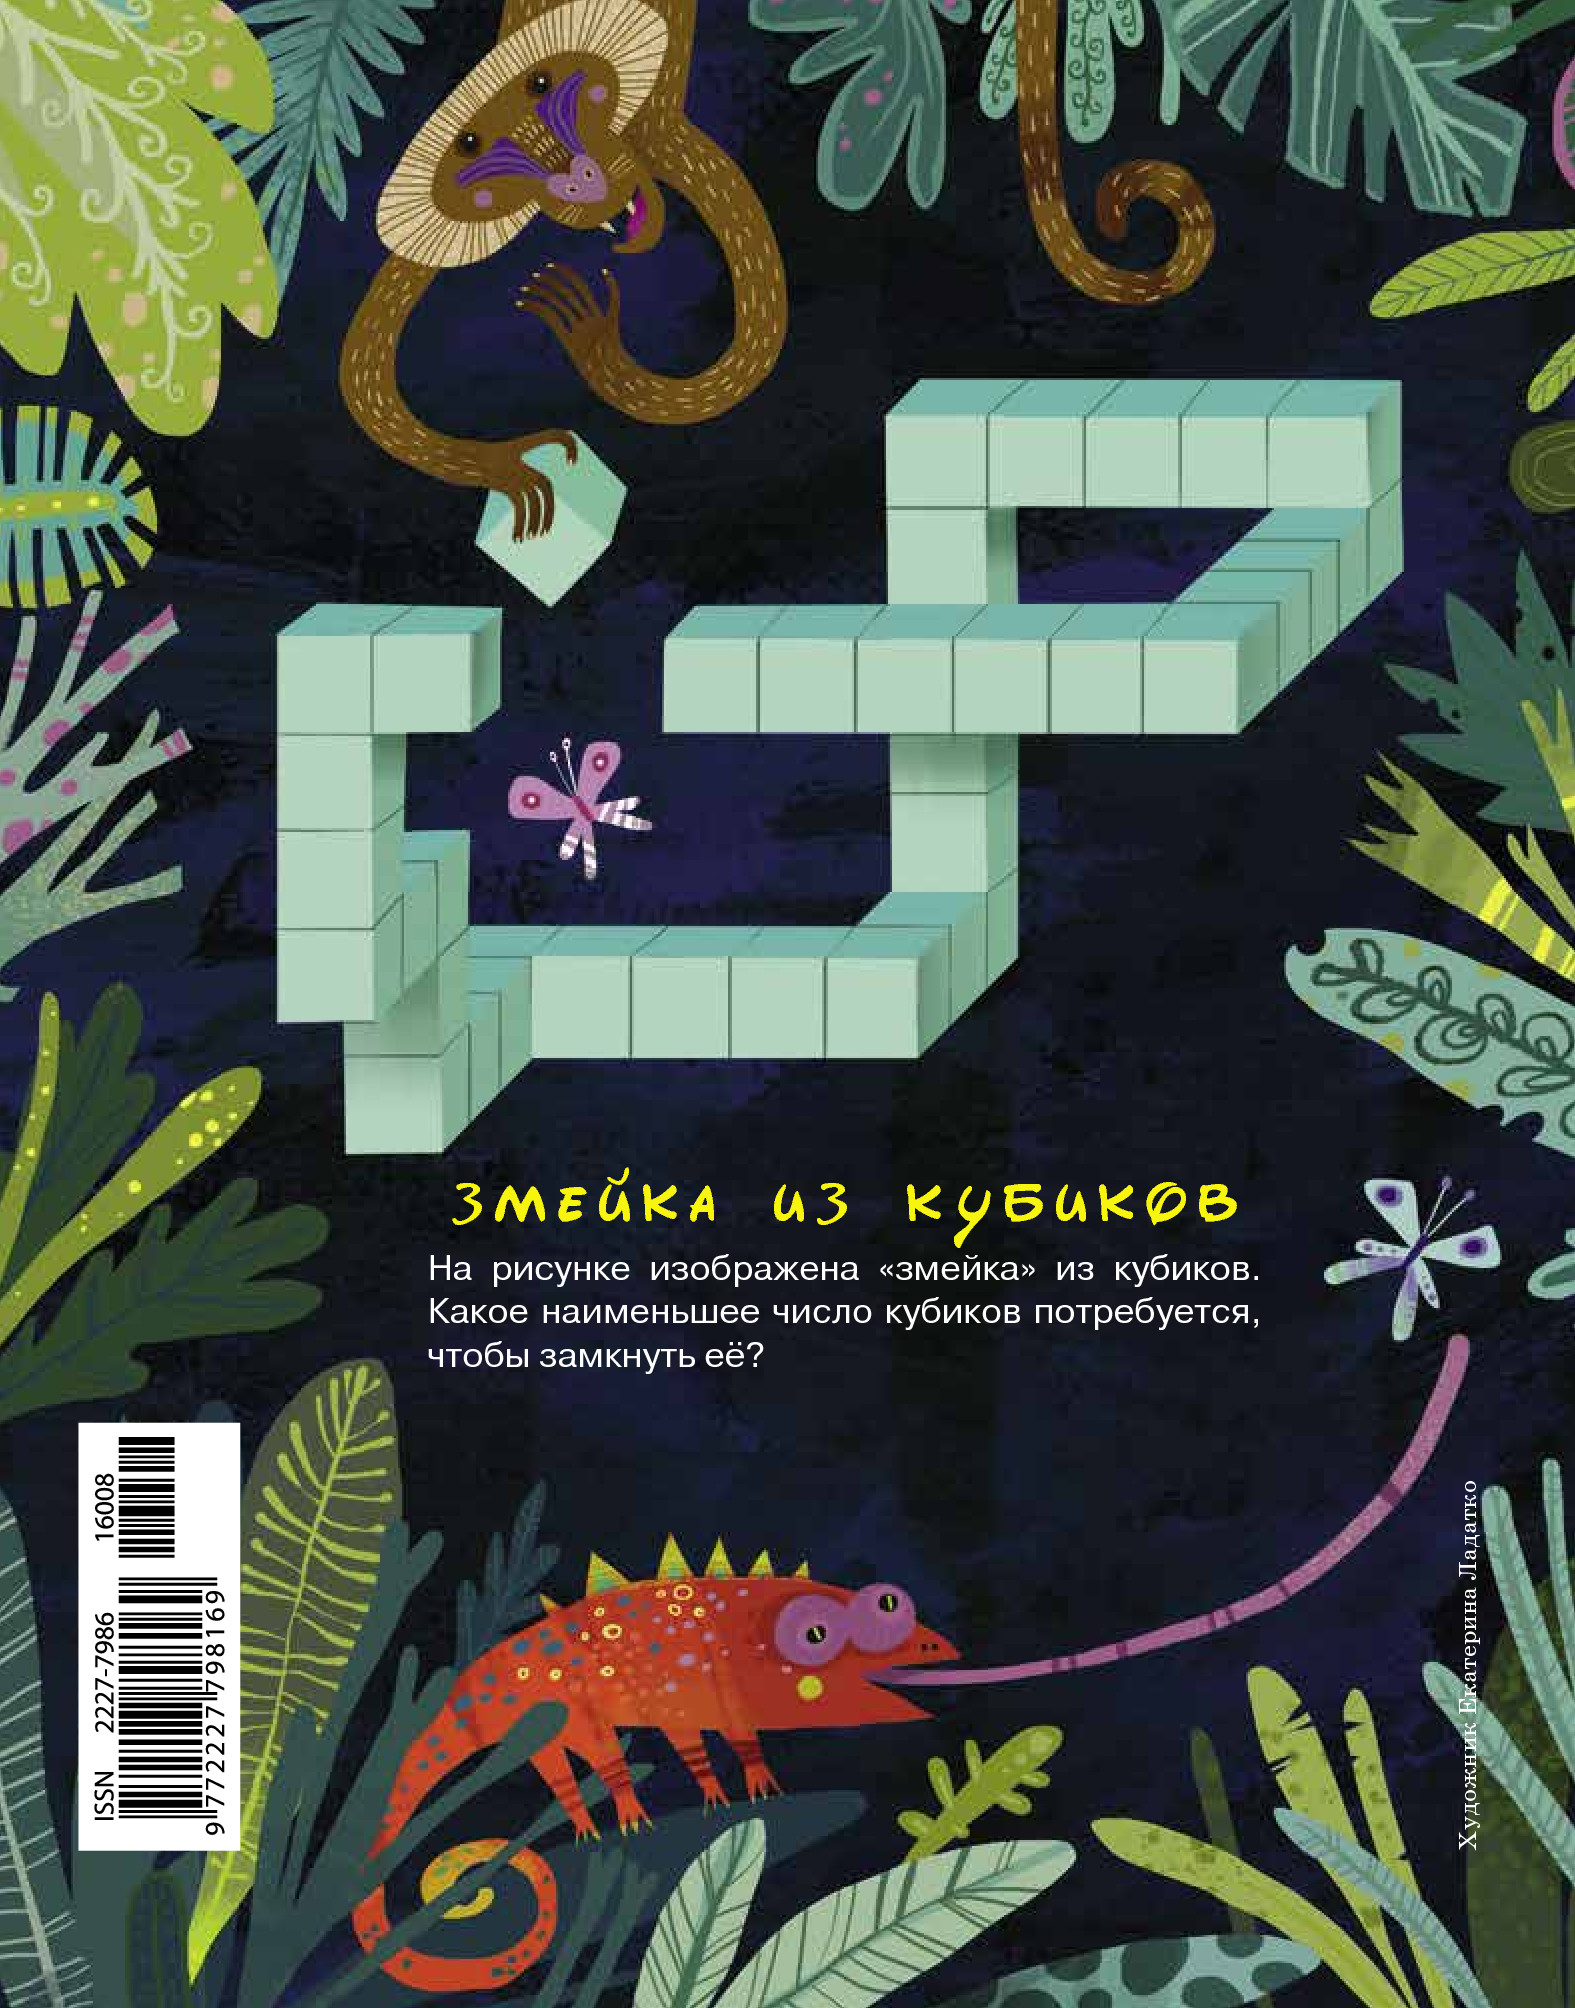 ЗМЕЙКА ИЗ КУБИКОВ
На рисунке изображена «змейка» из кубиков.
Какое наименьшее число кубиков потребуется,
чтобы замкнуть её?
16008
ISSN 2227-7986
9 772227 798169
Художник Екатерина Ладатко